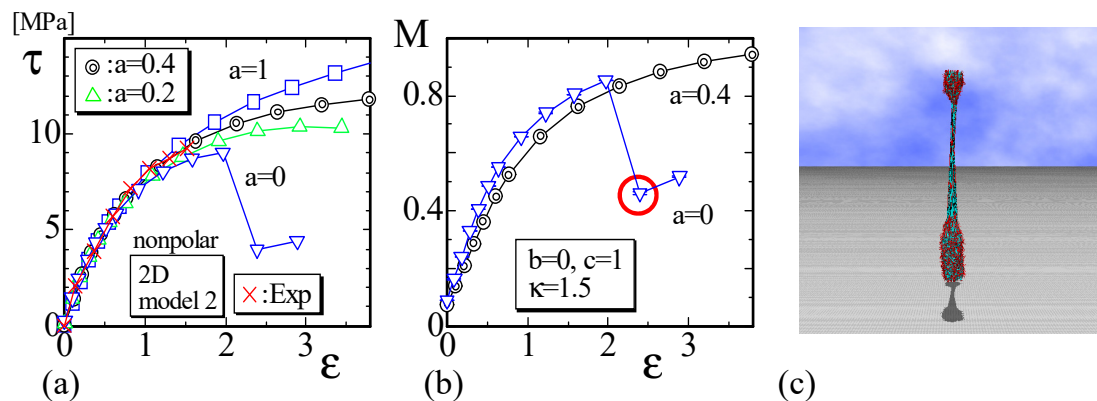 [MPa]
τ
◎:a=0.4
△:a=0.2
a=1
a=0
nonpolar
2D
model 2
×:Exp
10
5
0
0
1
2
3
ε
(a)
M
0.8
0.4
0
a=0.4
a=0
b=0, c=1
κ=1.5
0
1
2
3
ε
(b)
(c)